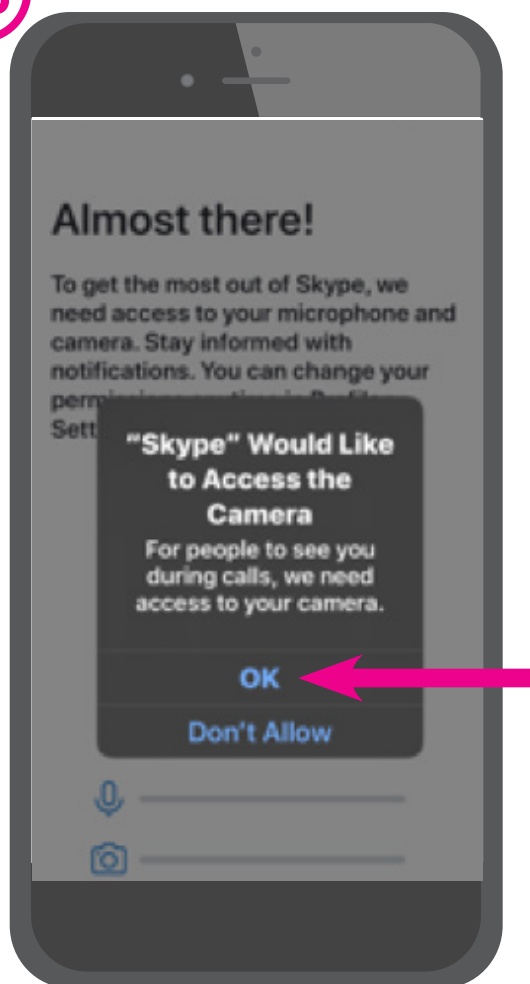 Almost there!
To get the most out of Skype, we
need access to your microphone and
camera. Stay informed with
notifications. You can change your
"Skype" Would Like
to Access the
Camera
For people to see you
during calls, we need
access to your camera.
OK
Don't Allow